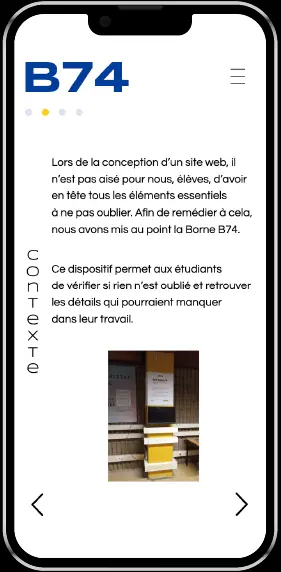 B74
Lors de la conception d'un site web, il
n'est pas aisé pour nous, élèves, d'avoir
en tête tous les éléments essentiels
à ne pas oublier. Afin de remédier à cela,
nous avons mis au point la Borne B74.
Ce dispositif permet aux étudiants
de vérifier si rien n'est oublié et retrouver
les détails qui pourraient manquer
dans leur travail.
conTexTe